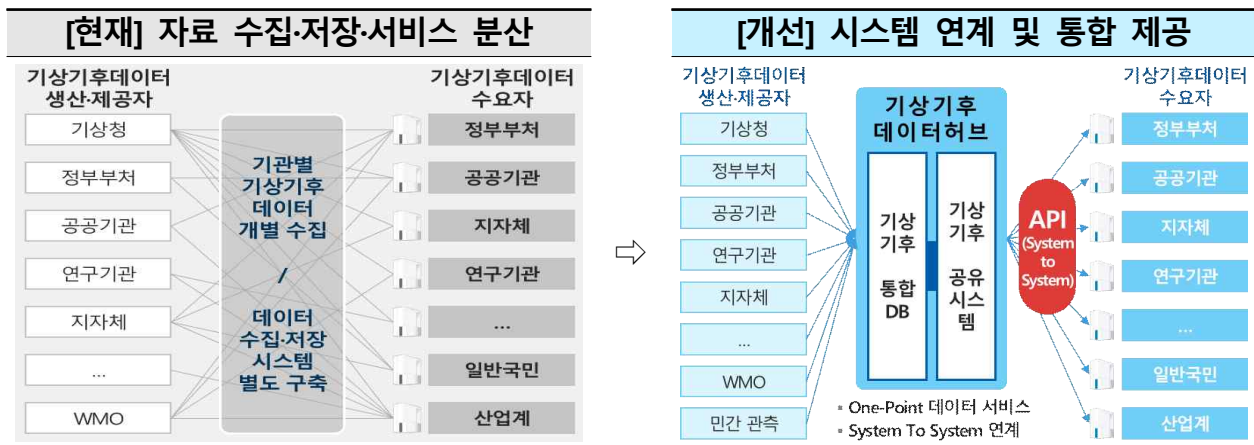 [현재] 자료 수집·저장·서비스 분산
기상기후데이터
생산·제공자
기상청
정부부처
공공기관
연구기관
지자체
...
WMO
기관별
기상기후
데이터
개별 수집
/
데이터
수집·저장
시스템
별도 구축
기상기후데이터
수요자
정부부처
공공기관
지자체
연구기관
...
일반국민
산업계
⇨
[개선] 시스템 연계 및 통합 제공
기상기후데이터
생산·제공자
기상청
정부부처
공공기관
연구기관
지자체
...
WMO
민간 관측
기상기후
데이터허브
기상
기후
통합
DB
기상
기후
공유
시스
템
▪ One-Point 데이터 서비스
▪ System To System 연계
API
(System
to
System)
기상기후데이터
수요자
정부부처
공공기관
지자체
연구기관
...
일반국민
산업계